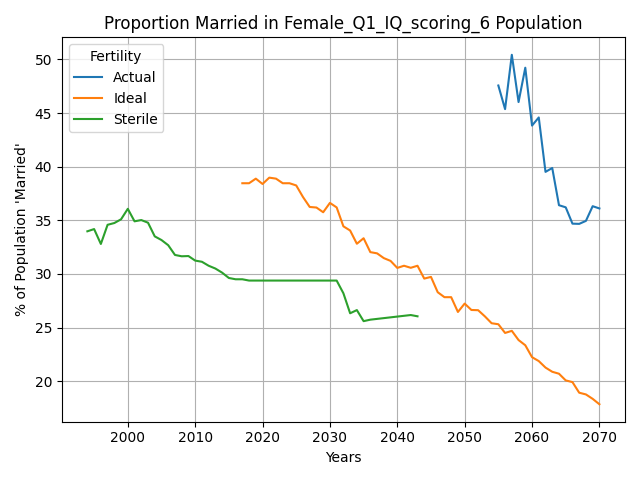 Proportion Married in Female_Q1_IQ_scoring_6 Population
Fertility
Actual
Ideal
Sterile
% of Population 'Married'
50
45
40
35
30
25
20
2000
2010
2020
2030
2040
2050
2060
2070
Years